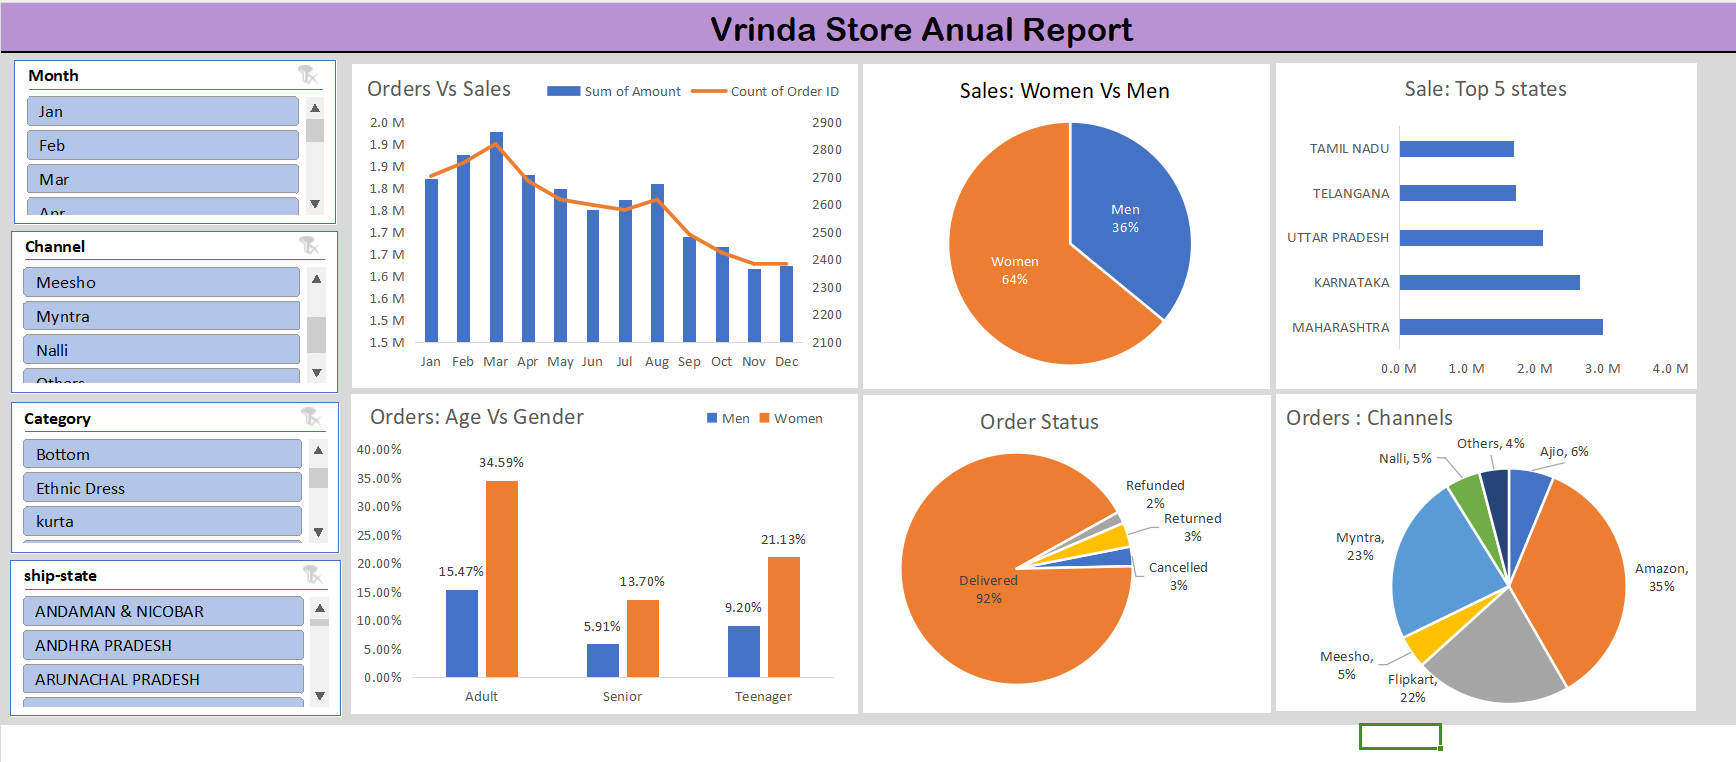 Vrinda Store Anual Report
Month
Jan
Feb
Mar
Apr
Channel
Meesho
Myntra
Nalli
Others
Category
Bottom
Ethnic Dress
kurta
ship-state
ANDAMAN & NICOBAR
ANDHRA PRADESH
ARUNACHAL PRADESH
Orders Vs Sales
Sum of Amount
Count of Order ID
2.0 M
1.9 M
1.9 M
1.8 M
1.8 M
1.7 M
1.7 M
1.6 M
1.6 M
1.5 M
1.5 M
2900
2800
2700
2600
2500
2400
2300
2200
2100
Jan Feb Mar Apr May Jun Jul Aug Sep Oct Nov Dec
Sales: Women Vs Men
Men
36%
Women
64%
Sale: Top 5 states
TAMIL NADU
TELANGANA
UTTAR PRADESH
KARNATAKA
MAHARASHTRA
0.0 M 1.0 M 2.0 M 3.0 M 4.0 M
Orders: Age Vs Gender
Men Women
40.00%
35.00%
30.00%
25.00%
20.00%
15.00%
10.00%
5.00%
0.00%
34.59%
15.47%
13.70%
5.91%
21.13%
9.20%
Adult Senior Teenager
Order Status
Refunded
2%
Returned
3%
Cancelled
3%
Delivered
92%
Orders : Channels
Others, 4%
Ajio, 6%
Nalli, 5%
Myntra,
23%
Amazon,
35%
Meesho,
5%
Flipkart,
22%